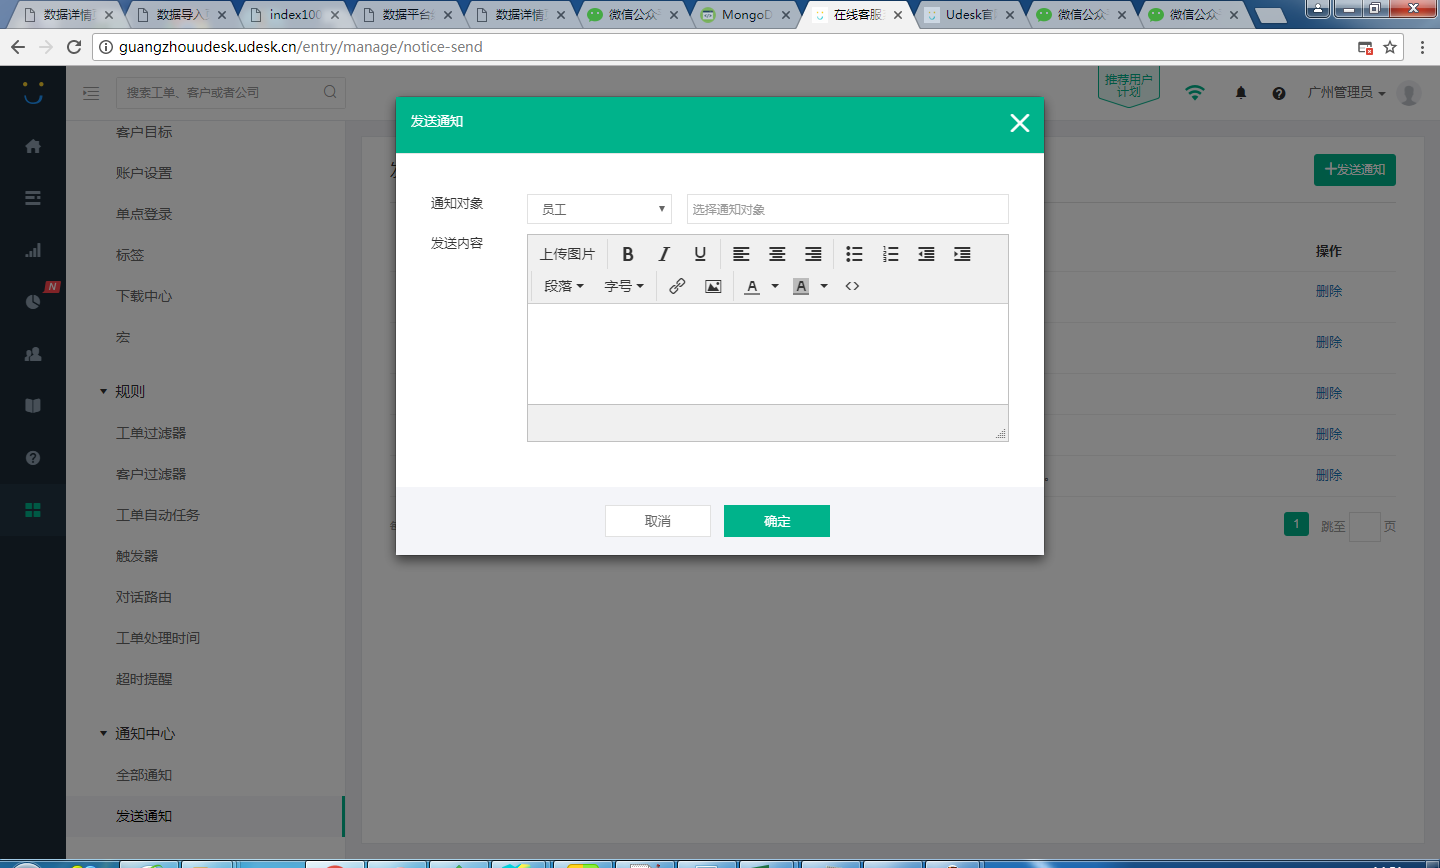 数据详情
数据导入
index100
数据平台
数据详情
微信公众
MongoD
在线客服
Udesk官
微信公众
微信公众
guangzhouudesk.udesk.cn/entry/manage/notice-send
搜索工单、客户或者公司
推荐用户
计划
广州管理员
客户目标
账户设置
单点登录
标签
下载中心
宏
N
规则
工单过滤器
客户过滤器
工单自动任务
触发器
对话路由
工单处理时间
超时提醒
通知中心
全部通知
发送通知
发送通知
通知对象
员工
选择通知对象
发送内容
上传图片
B I U
段落 字号
A A <>
取消
确定
+发送通知
操作
删除
删除
删除
删除
删除
1 跳至 页